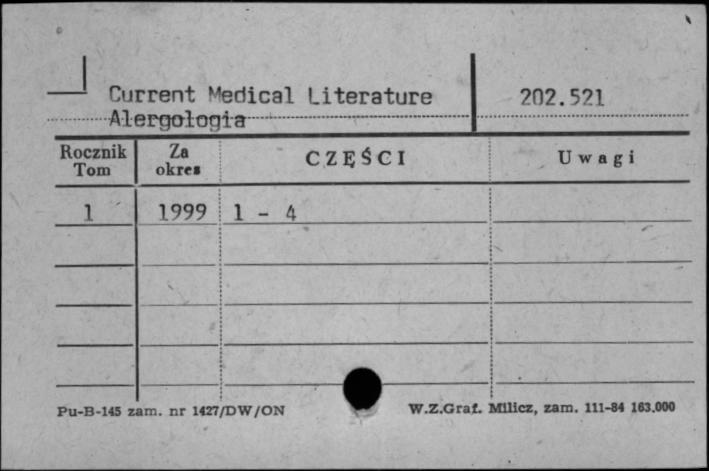 Current Medical Literature 202.521
Alergologia
Rocznik Tom Za okres CZĘŚCI Uwagi
1 1999 1 - 4
Pu-B-145 zam. nr 1427/DW/ON W.Z.Graf. Milicz, zam. 111-84 163.000